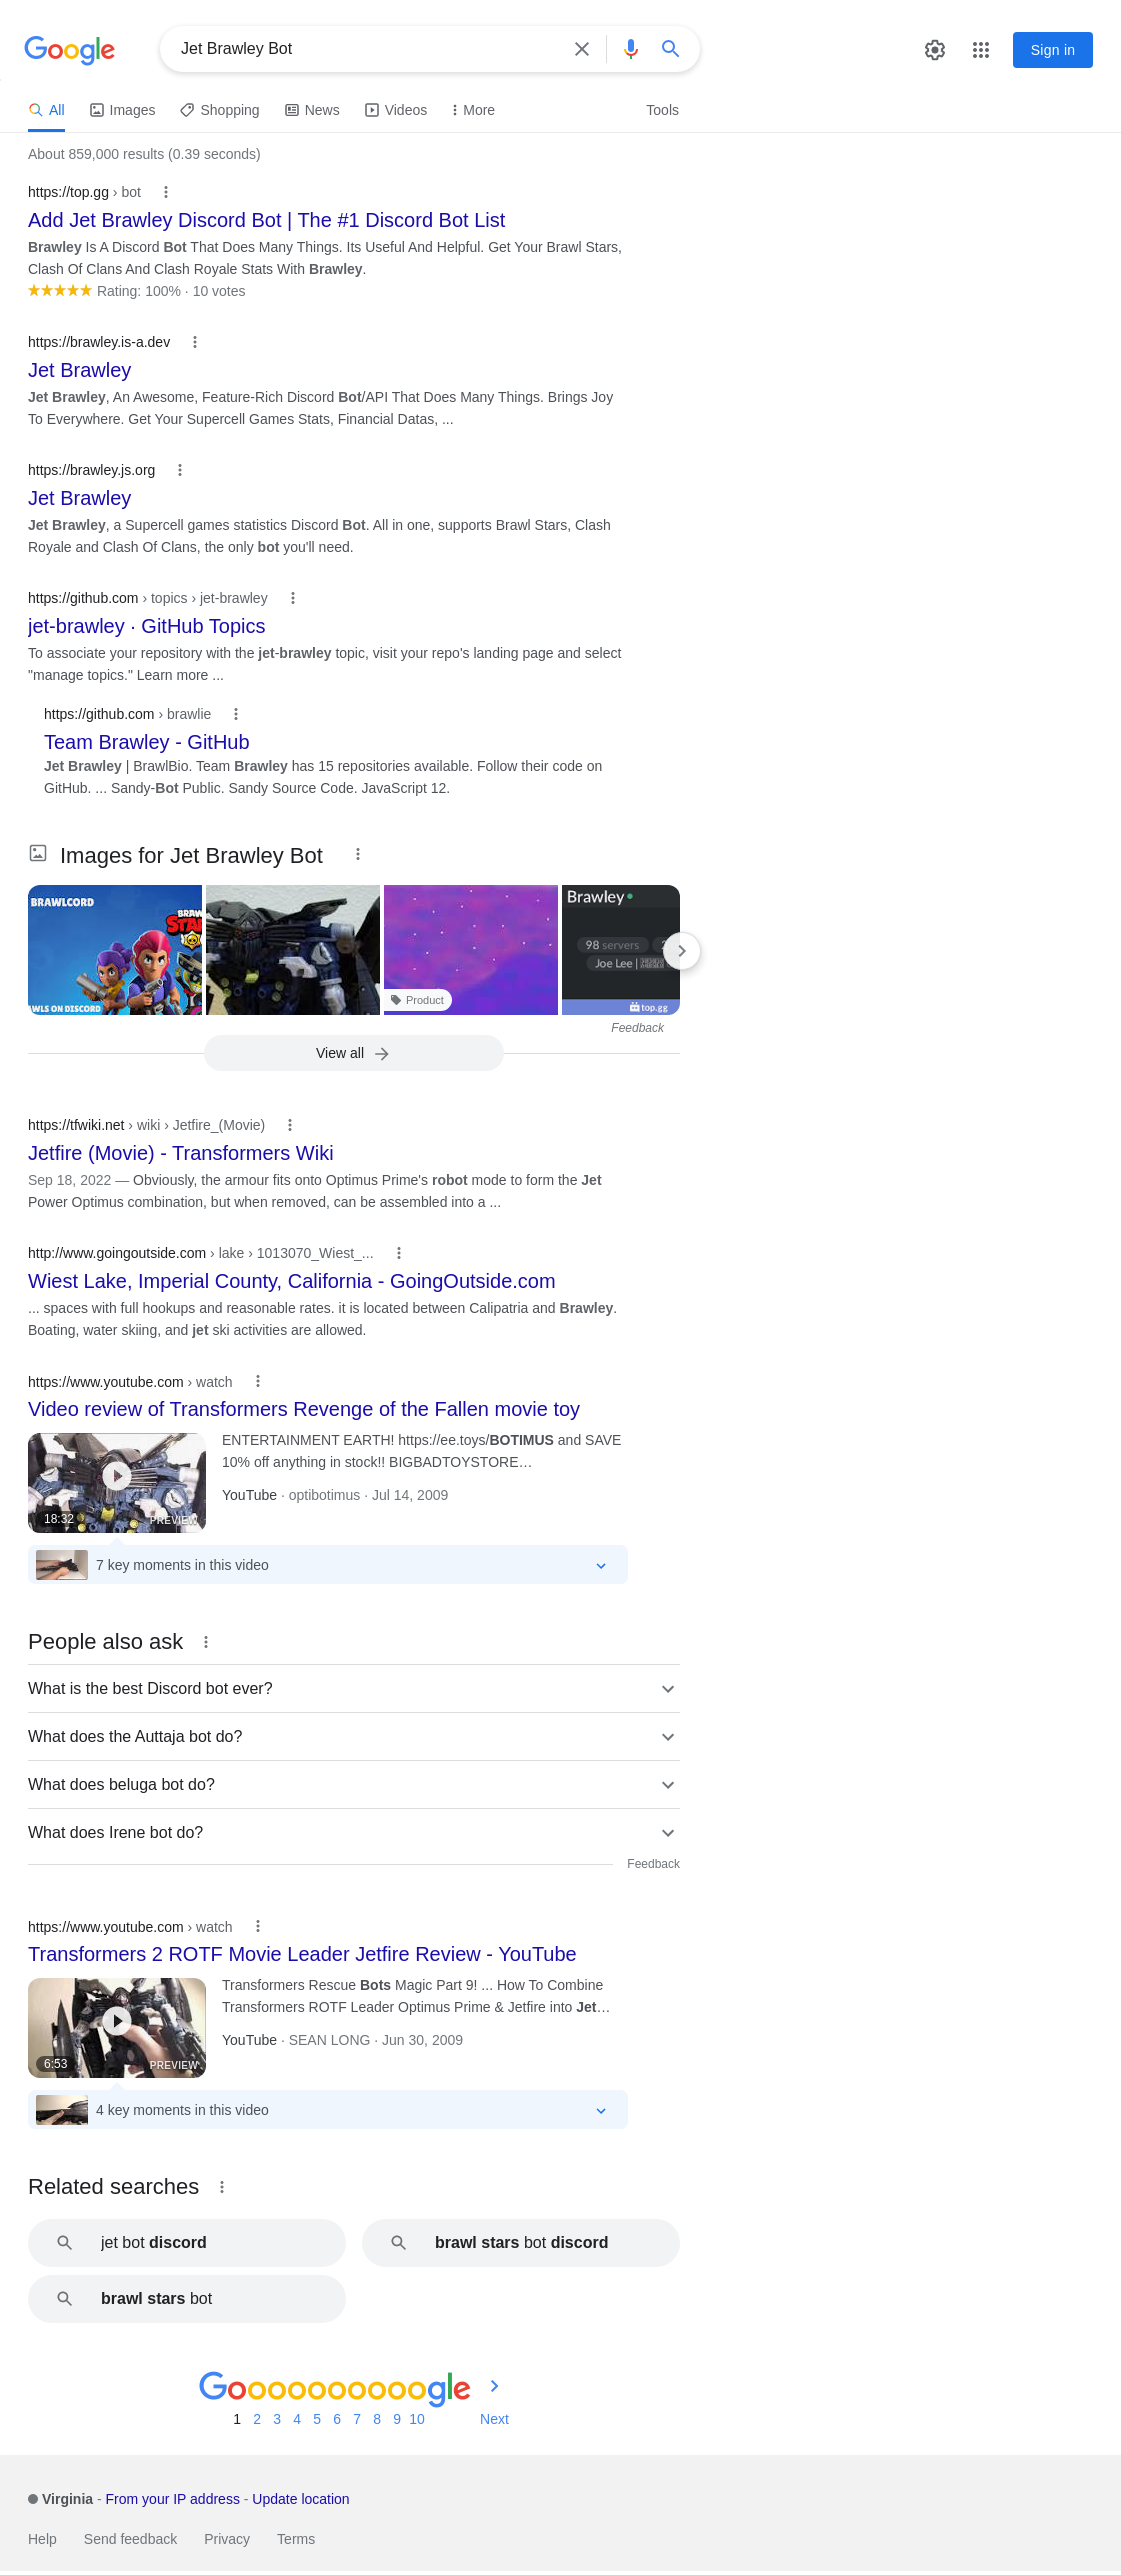 Google
Jet Brawley Bot
Sign in
All
Images
Shopping
News
Videos
More
Tools
About 859,000 results (0.39 seconds)
https://top.gg › bot
Add Jet Brawley Discord Bot | The #1 Discord Bot List
Brawley Is A Discord Bot That Does Many Things. Its Useful And Helpful. Get Your Brawl Stars,
Clash Of Clans And Clash Royale Stats With Brawley.
Rating: 100% · 10 votes
https://brawley.is-a.dev
Jet Brawley
Jet Brawley, An Awesome, Feature-Rich Discord Bot/API That Does Many Things. Brings Joy
To Everywhere. Get Your Supercell Games Stats, Financial Datas, ...
https://brawley.js.org
Jet Brawley
Jet Brawley, a Supercell games statistics Discord Bot. All in one, supports Brawl Stars, Clash
Royale and Clash Of Clans, the only bot you'll need.
https://github.com › topics › jet-brawley
jet-brawley · GitHub Topics
To associate your repository with the jet-brawley topic, visit your repo's landing page and select
"manage topics." Learn more ...
https://github.com › brawlie
Team Brawley - GitHub
Jet Brawley | BrawlBio. Team Brawley has 15 repositories available. Follow their code on
GitHub. ... Sandy-Bot Public. Sandy Source Code. JavaScript 12.
Images for Jet Brawley Bot
BRAWLCORD
BRAW
STA
AWLS ON DISCORD
Product
Brawley
98 servers
Joe Lee |
top.gg
Feedback
View all
https://tfwiki.net › wiki › Jetfire_(Movie)
Jetfire (Movie) - Transformers Wiki
Sep 18, 2022 — Obviously, the armour fits onto Optimus Prime's robot mode to form the Jet
Power Optimus combination, but when removed, can be assembled into a ...
http://www.goingoutside.com › lake › 1013070_Wiest_...
Wiest Lake, Imperial County, California - GoingOutside.com
... spaces with full hookups and reasonable rates. it is located between Calipatria and Brawley.
Boating, water skiing, and jet ski activities are allowed.
https://www.youtube.com › watch
Video review of Transformers Revenge of the Fallen movie toy
ENTERTAINMENT EARTH! https://ee.toys/BOTIMUS and SAVE
10% off anything in stock!! BIGBADTOYSTORE…
YouTube · optibotimus · Jul 14, 2009
18:32
PREVIEW
7 key moments in this video
People also ask
What is the best Discord bot ever?
What does the Auttaja bot do?
What does beluga bot do?
What does Irene bot do?
Feedback
https://www.youtube.com › watch
Transformers 2 ROTF Movie Leader Jetfire Review - YouTube
Transformers Rescue Bots Magic Part 9! ... How To Combine
Transformers ROTF Leader Optimus Prime & Jetfire into Jet…
YouTube · SEAN LONG · Jun 30, 2009
6:53
PREVIEW
4 key moments in this video
Related searches
jet bot discord
brawl stars bot discord
brawl stars bot
Goooooooooogle
1 2 3 4 5 6 7 8 9 10 Next
Virginia - From your IP address - Update location
Help
Send feedback
Privacy
Terms